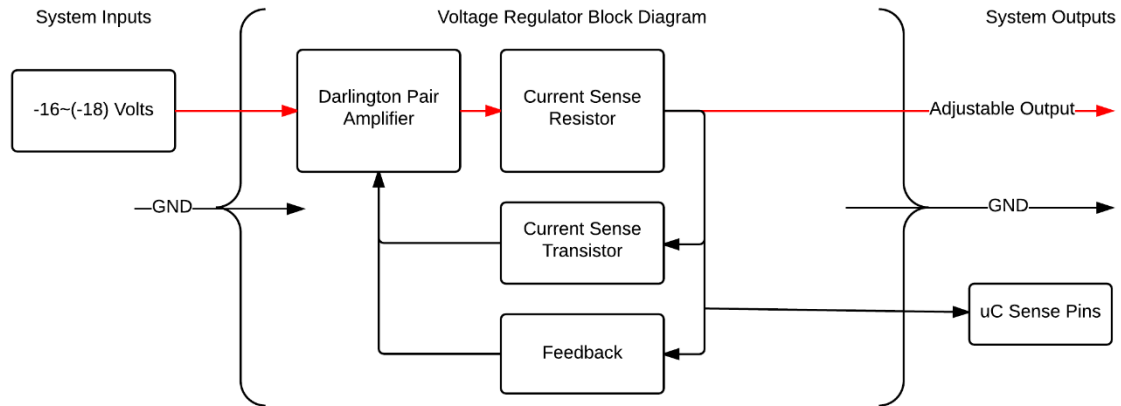 System Inputs
Voltage Regulator Block Diagram
System Outputs
-16~(-18) Volts
Darlington Pair
Amplifier
Current Sense
Resistor
Adjustable Output
GND
Current Sense
Transistor
GND
uC Sense Pins
Feedback